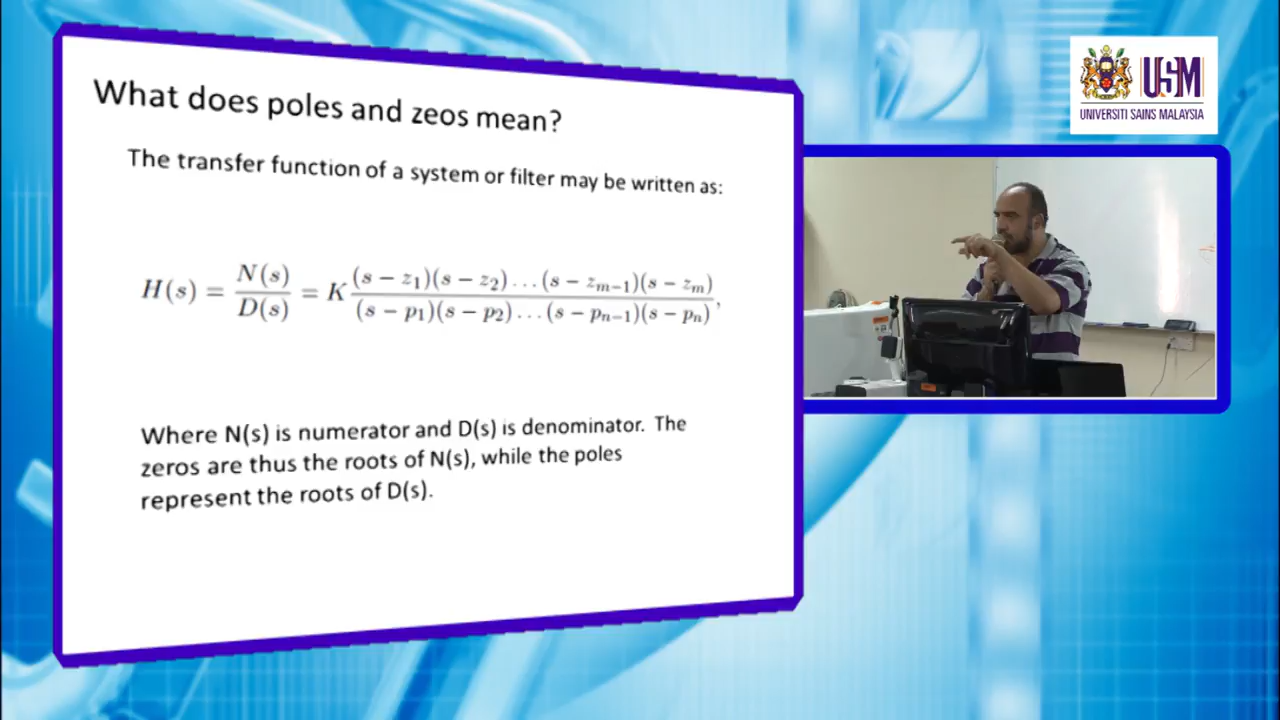 What does poles and zeos mean?
The transfer function of a system or filter may be written as:
H(s) = N(s)/D(s) = K (s − z₁)(s − z₂) . . . (s − zₘ₋₁)(s − zₘ) / (s − p₁)(s − p₂) . . . (s − pₙ₋₁)(s − pₙ) ,
Where N(s) is numerator and D(s) is denominator. The
zeros are thus the roots of N(s), while the poles
represent the roots of D(s).
USM
UNIVERSITI SAINS MALAYSIA